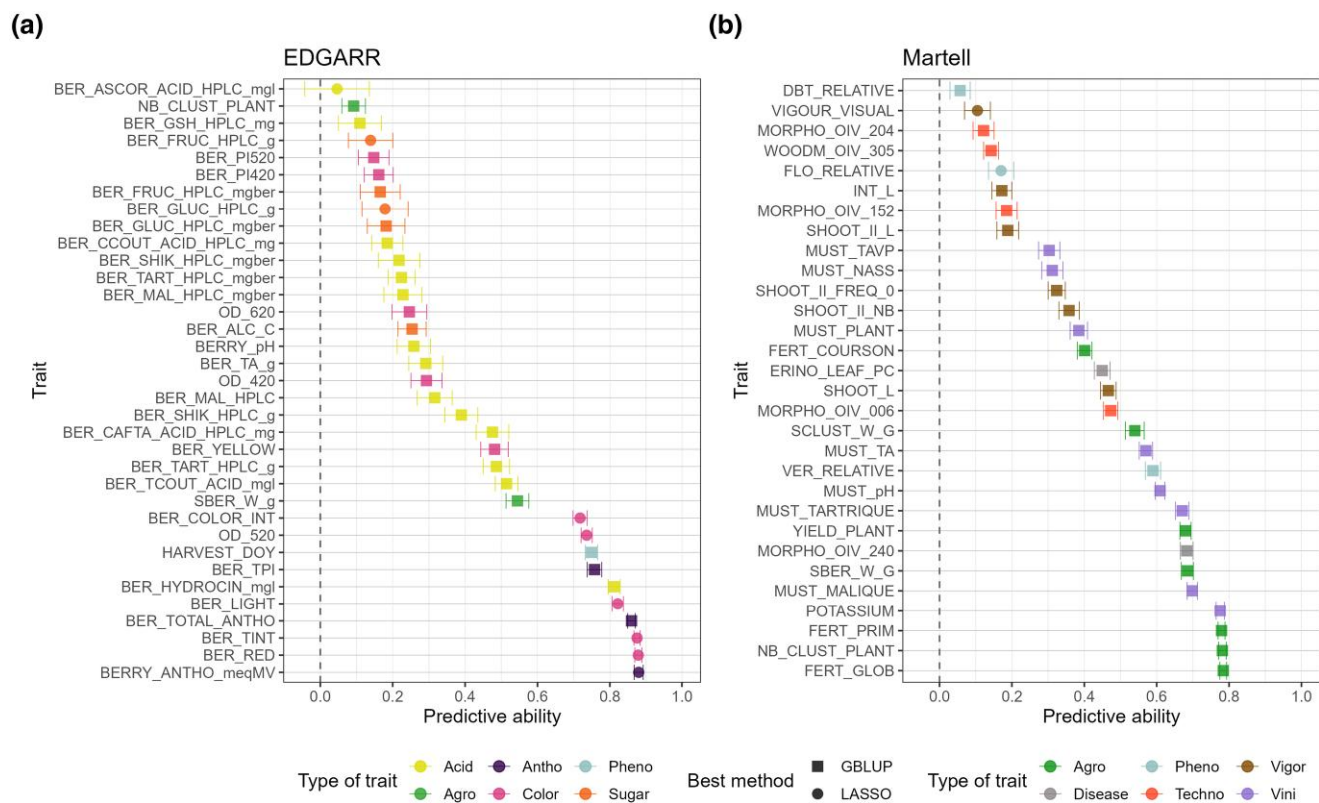 (a)
EDGARR
Trait
BER_ASCOR_ACID_HPLC_mgl
NB_CLUST_PLANT
BER_GSH_HPLC_mg
BER_FRUC_HPLC_g
BER_PI520
BER_PI420
BER_FRUC_HPLC_mgber
BER_GLUC_HPLC_g
BER_GLUC_HPLC_mgber
BER_CCOUT_ACID_HPLC_mg
BER_SHIK_HPLC_mgber
BER_TART_HPLC_mgber
BER_MAL_HPLC_mgber
OD_620
BER_ALC_C
BERRY_pH
BER_TA_g
OD_420
BER_MAL_HPLC
BER_SHIK_HPLC_g
BER_CAFTA_ACID_HPLC_mg
BER_YELLOW
BER_TART_HPLC_g
BER_TCOUT_ACID_mgl
SBER_W_g
BER_COLOR_INT
OD_520
HARVEST_DOY
BER_TPI
BER_HYDROCIN_mgl
BER_LIGHT
BER_TOTAL_ANTHO
BER_TINT
BER_RED
BERRY_ANTHO_meqMV
0.0 0.2 0.4 0.6 0.8 1.0
Predictive ability
(b)
Martell
Trait
DBT_RELATIVE
VIGOUR_VISUAL
MORPHO_OIV_204
WOODM_OIV_305
FLO_RELATIVE
INT_L
MORPHO_OIV_152
SHOOT_II_L
MUST_TAVP
MUST_NASS
SHOOT_II_FREQ_0
SHOOT_II_NB
MUST_PLANT
FERT_COURSON
ERINO_LEAF_PC
SHOOT_L
MORPHO_OIV_006
SCLUST_W_G
MUST_TA
VER_RELATIVE
MUST_pH
MUST_TARTRIQUE
YIELD_PLANT
MORPHO_OIV_240
SBER_W_G
MUST_MALIQUE
POTASSIUM
FERT_PRIM
NB_CLUST_PLANT
FERT_GLOB
0.0 0.2 0.4 0.6 0.8 1.0
Predictive ability
Type of trait
Acid Antho Pheno
Agro Color Sugar
Best method
GBLUP
LASSO
Type of trait
Agro Pheno Vigor
Disease Techno Vini